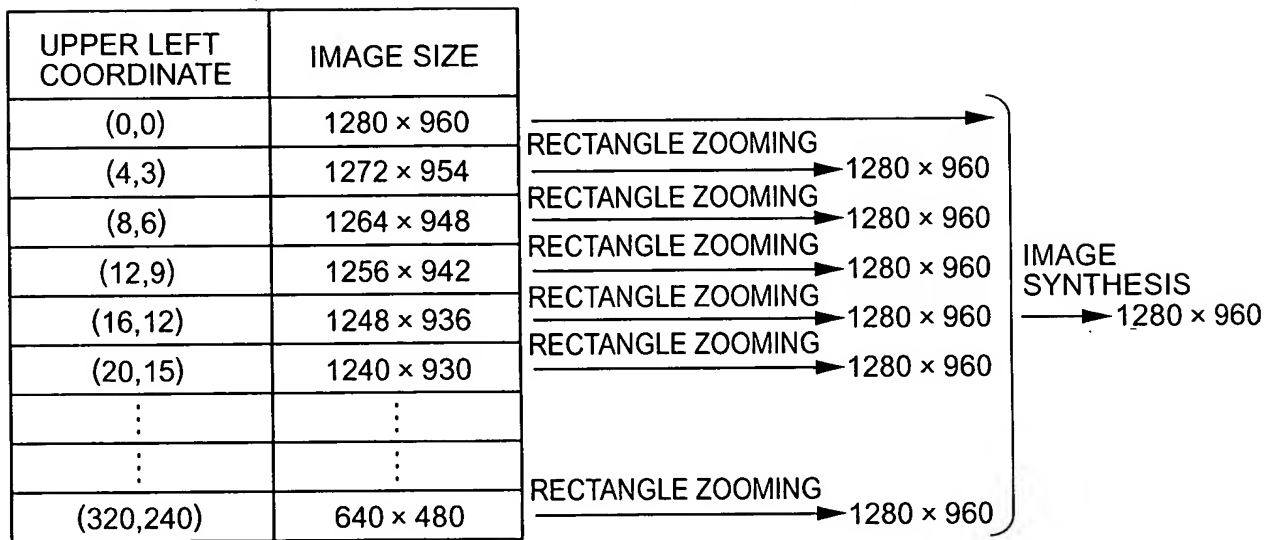 UPPER LEFT COORDINATE IMAGE SIZE
(0,0) 1280 × 960
RECTANGLE ZOOMING
(4,3) 1272 × 954 1280 × 960
RECTANGLE ZOOMING
(8,6) 1264 × 948 1280 × 960
RECTANGLE ZOOMING
(12,9) 1256 × 942 1280 × 960
RECTANGLE ZOOMING
(16,12) 1248 × 936 1280 × 960
RECTANGLE ZOOMING
(20,15) 1240 × 930 1280 × 960
RECTANGLE ZOOMING
(320,240) 640 × 480 1280 × 960
IMAGE
SYNTHESIS
1280 × 960